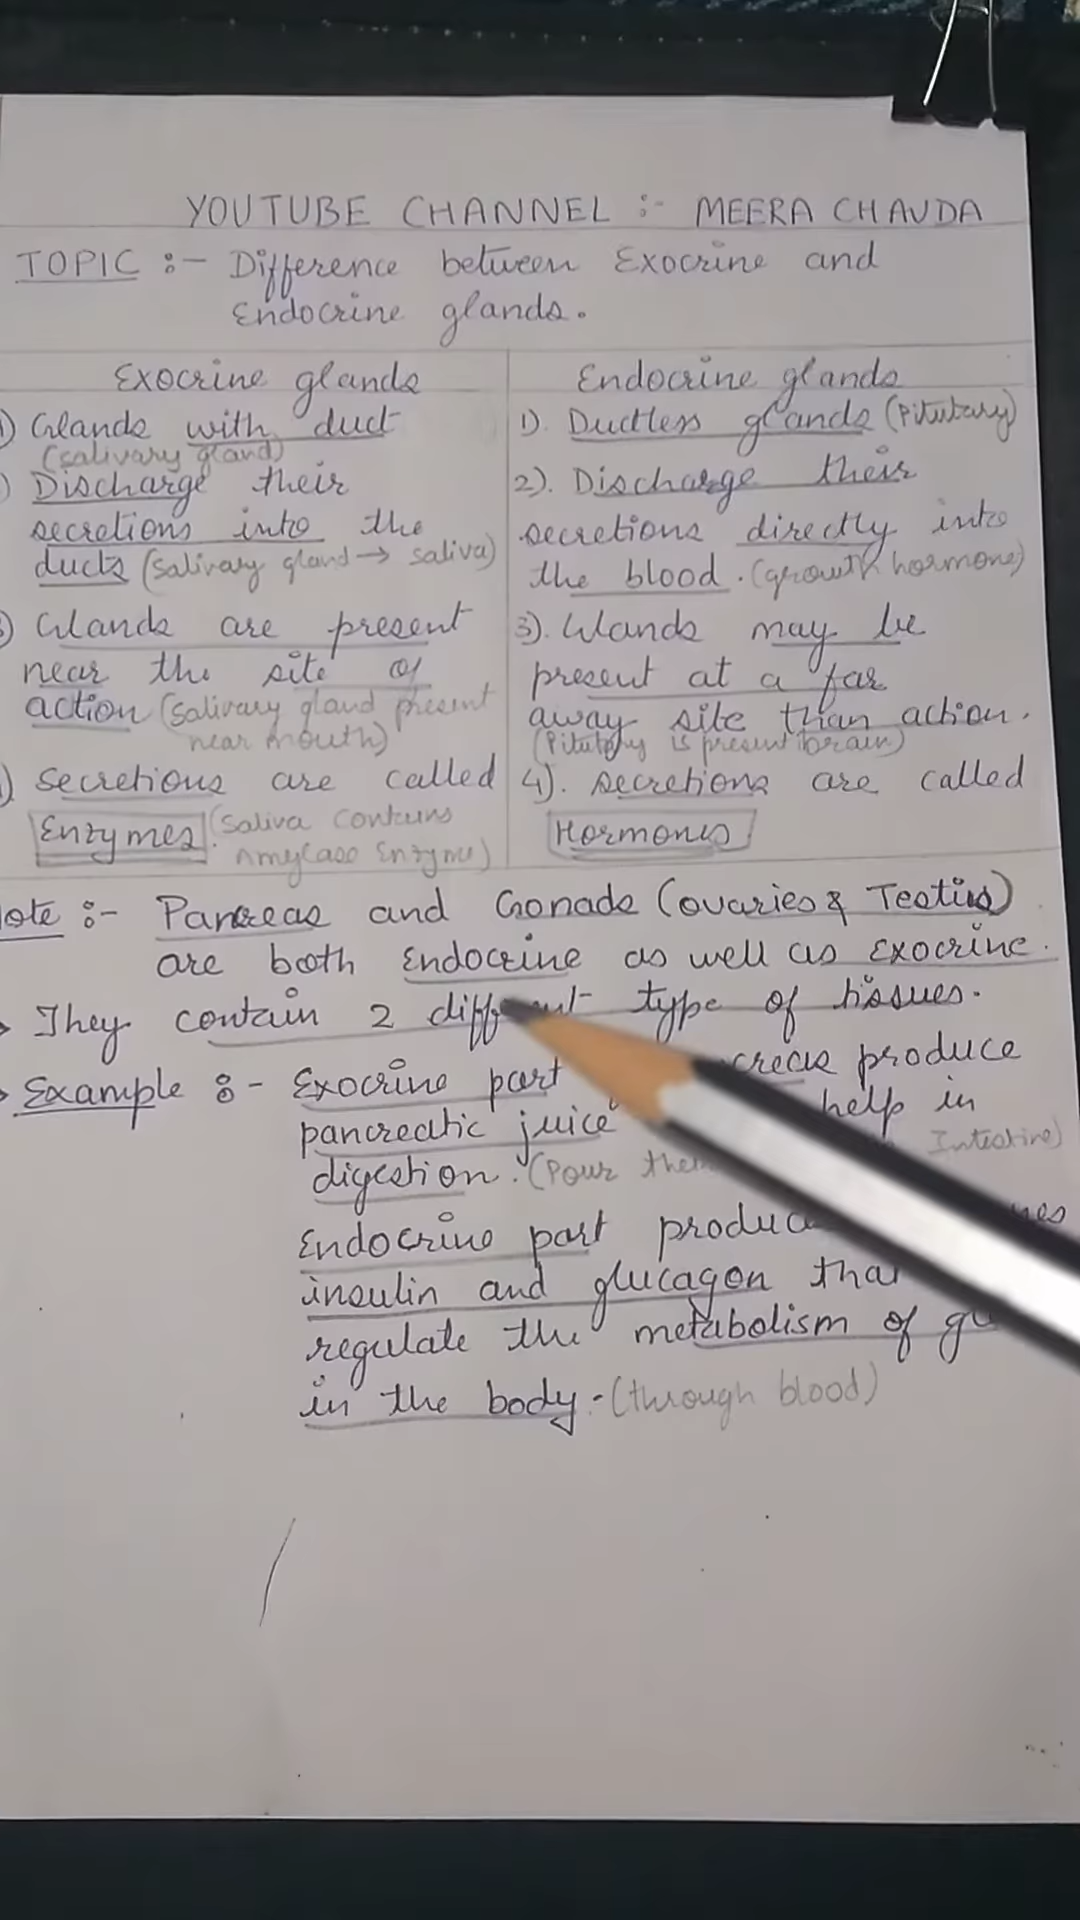 YOUTUBE CHANNEL :- MEERA CHAVDA
TOPIC :- Difference between Exocrine and
Endocrine glands.
Exocrine glands
1) Glands with duct
(salivary gland)
Discharge their
secretions into the
ducts (salivary gland → saliva)
Glands are present
near the site of
action (salivary gland present
near mouth)
secretions are called
Enzymes. (Saliva contains
Enzyme)
Endocrine glands
1). Ductless glands (Pitutary)
2). Discharge their
secretions directly into
the blood. (growth hormone)
3). Glands may be
present at a far
away site than action.
(Pitutary is present brain)
4). secretions are called
Hormones
Note :- Pancreas and Gonads (ovaries & Testis)
are both Endocrine as well as exocrine.
They contain 2 type of tissues.
Example :- Exocrine part produce
pancreatic juice help in
digestion. (Pour Intestine)
Endocrine part
insulin and glucagon
regulate the metabolism of
in the body. (through blood)